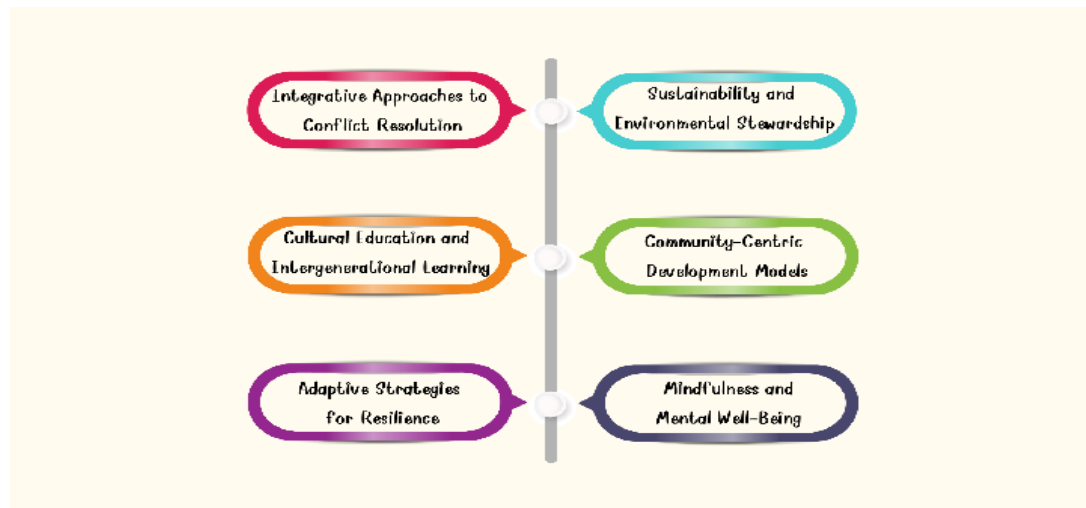 Integrative Approaches to
Conflict Resolution
Sustainability and
Environmental Stewardship
Cultural Education and
Intergenerational Learning
Community-Centric
Development Models
Adaptive Strategies
for Resilience
Mindfulness and
Mental Well-Being